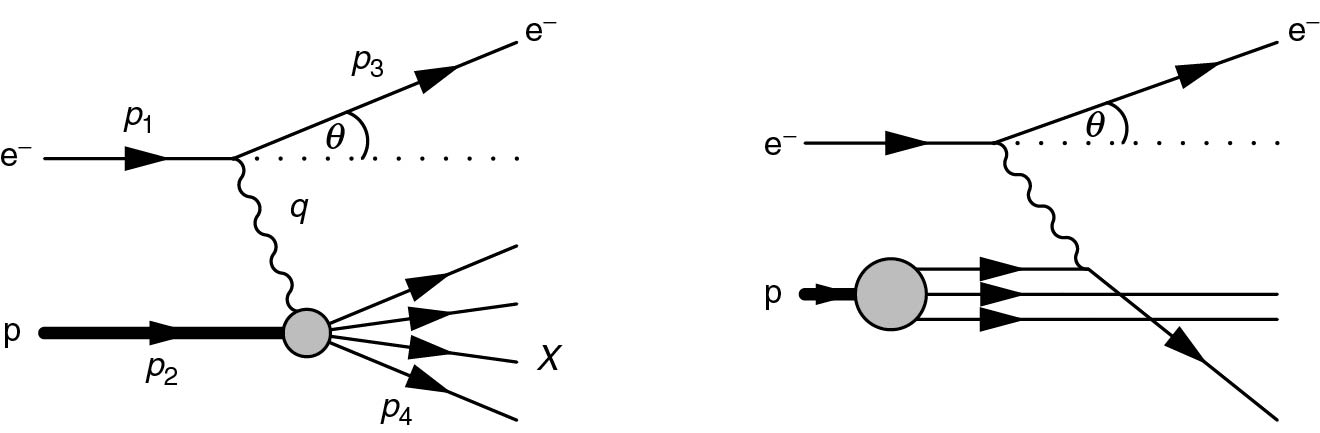 e⁻
p₃
p₁
θ
e⁻
q
p
p₂
X
p₄
e⁻
θ
e⁻
p